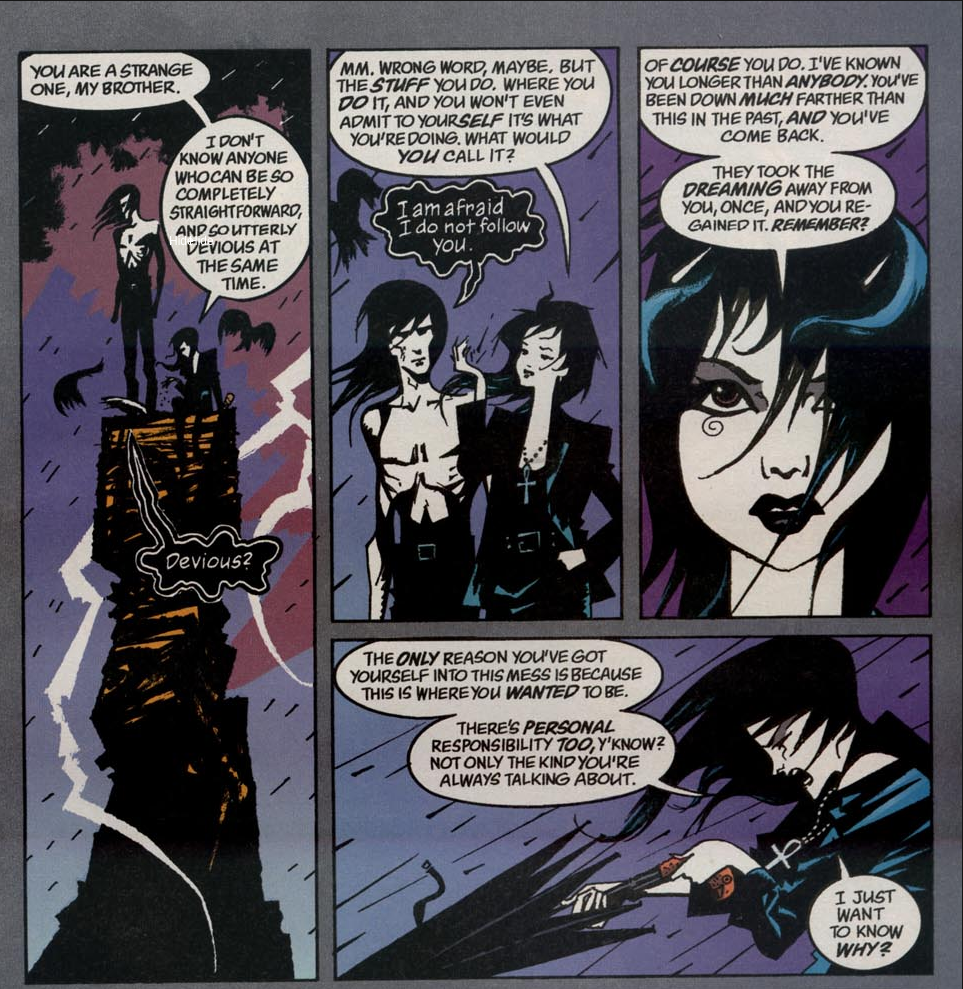 YOU ARE A STRANGE
ONE, MY BROTHER.
I DON'T
KNOW ANYONE
WHO CAN BE SO
COMPLETELY
STRAIGHTFORWARD,
AND SO UTTERLY
DEVIOUS AT
THE SAME
TIME.
Devious?
MM. WRONG WORD, MAYBE. BUT
THE STUFF YOU DO. WHERE YOU
DO IT, AND YOU WON'T EVEN
ADMIT TO YOURSELF IT'S WHAT
YOU'RE DOING. WHAT WOULD
YOU CALL IT?
I am afraid
I do not follow
you.
OF COURSE YOU DO. I'VE KNOWN
YOU LONGER THAN ANYBODY. YOU'VE
BEEN DOWN MUCH FARTHER THAN
THIS IN THE PAST, AND YOU'VE
COME BACK.
THEY TOOK THE
DREAMING AWAY FROM
YOU, ONCE, AND YOU RE-
GAINED IT. REMEMBER?
THE ONLY REASON YOU'VE GOT
YOURSELF INTO THIS MESS IS BECAUSE
THIS IS WHERE YOU WANTED TO BE.
THERE'S PERSONAL
RESPONSIBILITY TOO, Y'KNOW?
NOT ONLY THE KIND YOU'RE
ALWAYS TALKING ABOUT.
I JUST
WANT
TO KNOW
WHY?